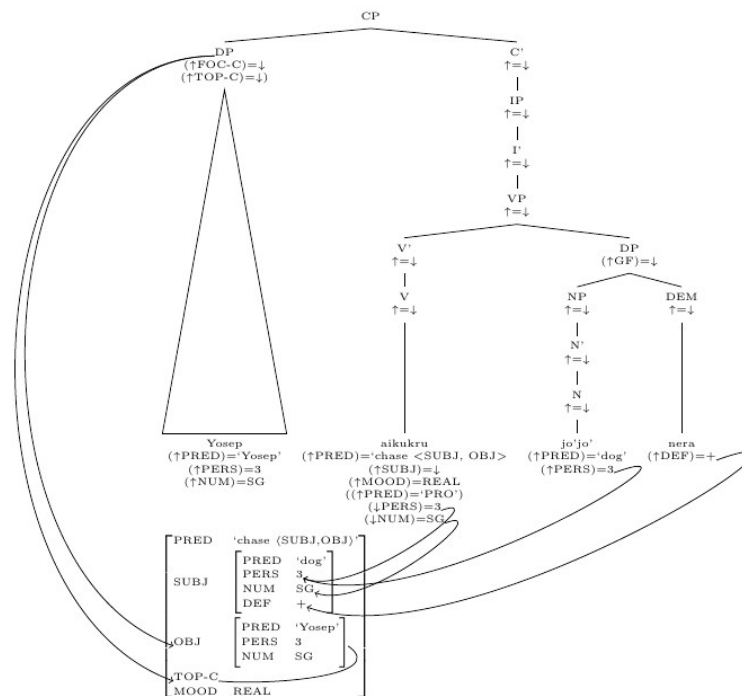 CP
DP C'
(↑FOC-C)=↓ ↑=↓
(↑TOP-C=↓)
IP
↑=↓
I'
↑=↓
VP
↑=↓
V' DP
↑=↓ (↑GF)=↓
V NP DEM
↑=↓ ↑=↓ ↑=↓
N'
↑=↓
N
↑=↓
Yosep aikukru jo'jo' nera
(↑PRED)=‘Yosep’ (↑PRED)=‘chase <SUBJ, OBJ> (↑PRED)=‘dog’ (↑DEF)=+
(↑PERS)=3 (↑SUBJ)=↓ (↑PERS)=3
(↑NUM)=SG (↑MOOD)=REAL
((↑PRED)=‘PRO’)
(↓PERS)=3
(↓NUM)=SG
PRED ‘chase ⟨SUBJ,OBJ⟩’
PRED ‘dog’
SUBJ PERS 3
NUM SG
DEF +
PRED ‘Yosep’
OBJ PERS 3
NUM SG
TOP-C
MOOD REAL